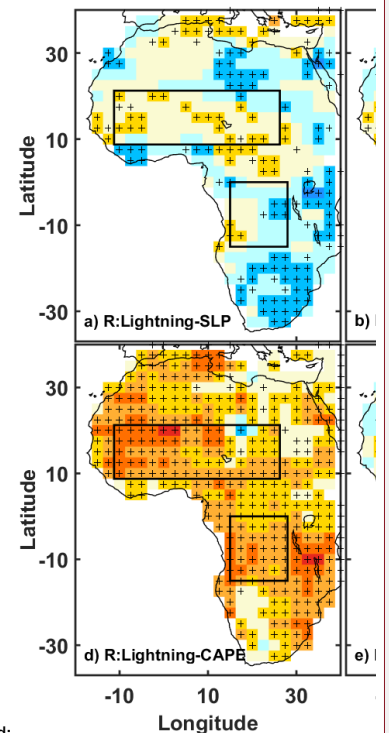 30
10
-10
-30
Latitude
a) R:Lightning-SLP
b)
30
10
-10
-30
Latitude
d) R:Lightning-CAPE
e)
-10 10 30
Longitude
d: